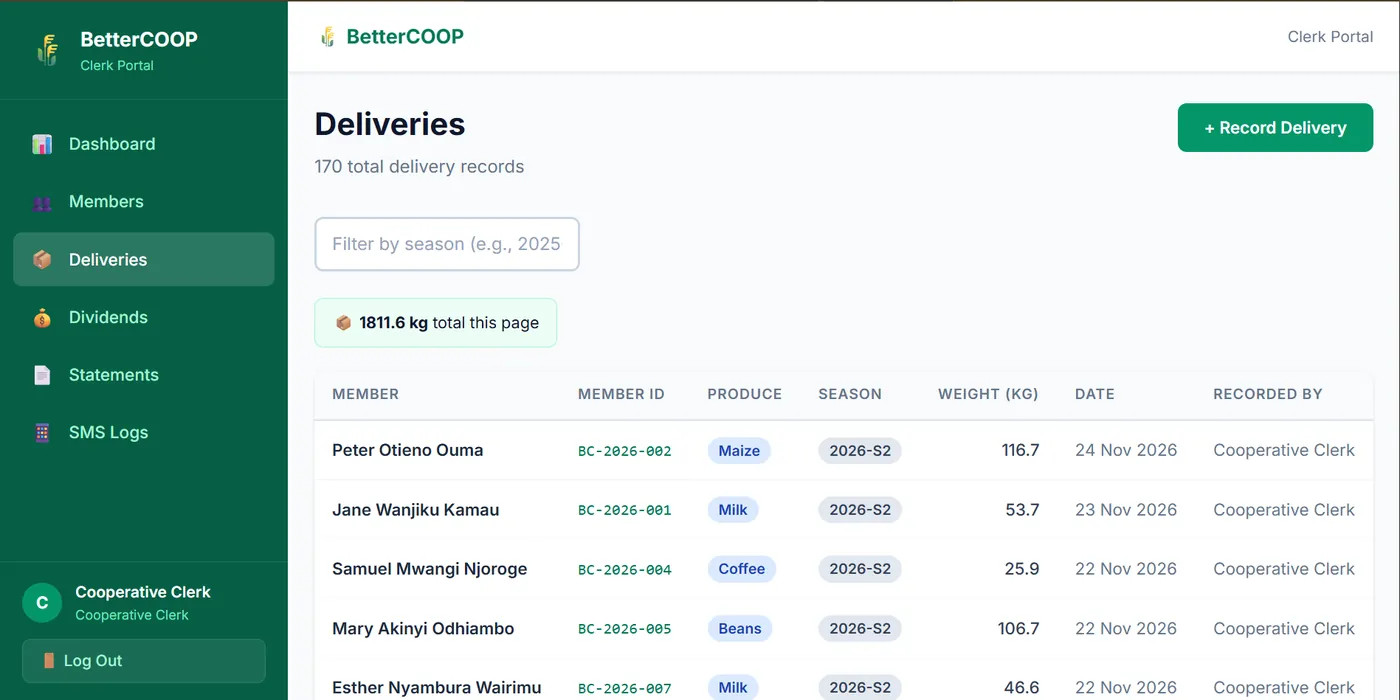 BetterCOOP
Clerk Portal
Dashboard
Members
Deliveries
Dividends
Statements
SMS Logs
C
Cooperative Clerk
Cooperative Clerk
Log Out
BetterCOOP
Clerk Portal
Deliveries
+ Record Delivery
170 total delivery records
Filter by season (e.g., 2025
1811.6 kg total this page
MEMBER MEMBER ID PRODUCE SEASON WEIGHT (KG) DATE RECORDED BY
Peter Otieno Ouma BC-2026-002 Maize 2026-S2 116.7 24 Nov 2026 Cooperative Clerk
Jane Wanjiku Kamau BC-2026-001 Milk 2026-S2 53.7 23 Nov 2026 Cooperative Clerk
Samuel Mwangi Njoroge BC-2026-004 Coffee 2026-S2 25.9 22 Nov 2026 Cooperative Clerk
Mary Akinyi Odhiambo BC-2026-005 Beans 2026-S2 106.7 22 Nov 2026 Cooperative Clerk
Esther Nyambura Wairimu BC-2026-007 Milk 2026-S2 46.6 22 Nov 2026 Cooperative Clerk